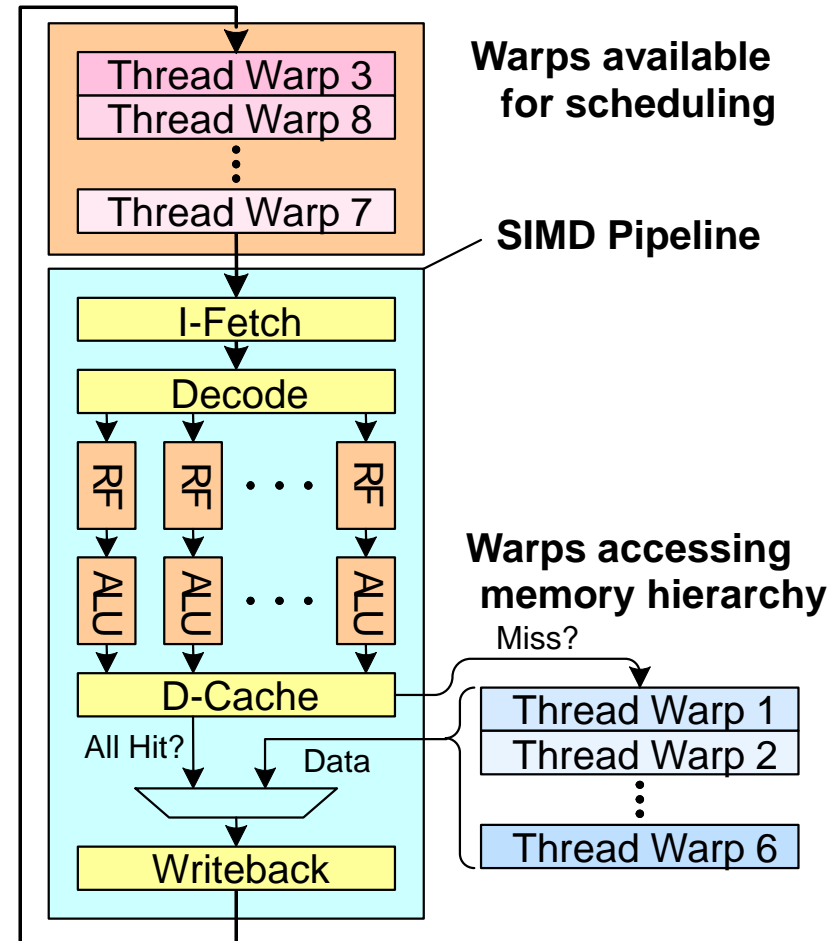 Warps available
for scheduling
Thread Warp 3
Thread Warp 8
Thread Warp 7
SIMD Pipeline
I-Fetch
Decode
RF
RF
RF
ALU
ALU
ALU
Warps accessing
memory hierarchy
Miss?
D-Cache
All Hit?
Data
Thread Warp 1
Thread Warp 2
Thread Warp 6
Writeback